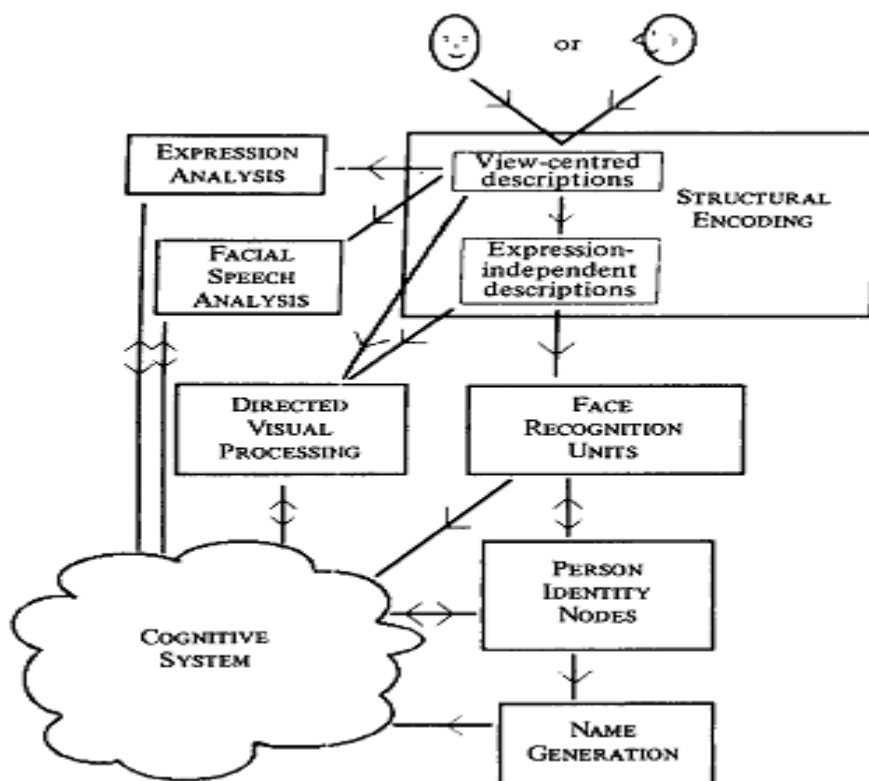 or
EXPRESSION
ANALYSIS
View-centred
descriptions
STRUCTURAL
ENCODING
FACIAL
SPEECH
ANALYSIS
Expression-
independent
descriptions
DIRECTED
VISUAL
PROCESSING
FACE
RECOGNITION
UNITS
PERSON
IDENTITY
NODES
COGNITIVE
SYSTEM
NAME
GENERATION